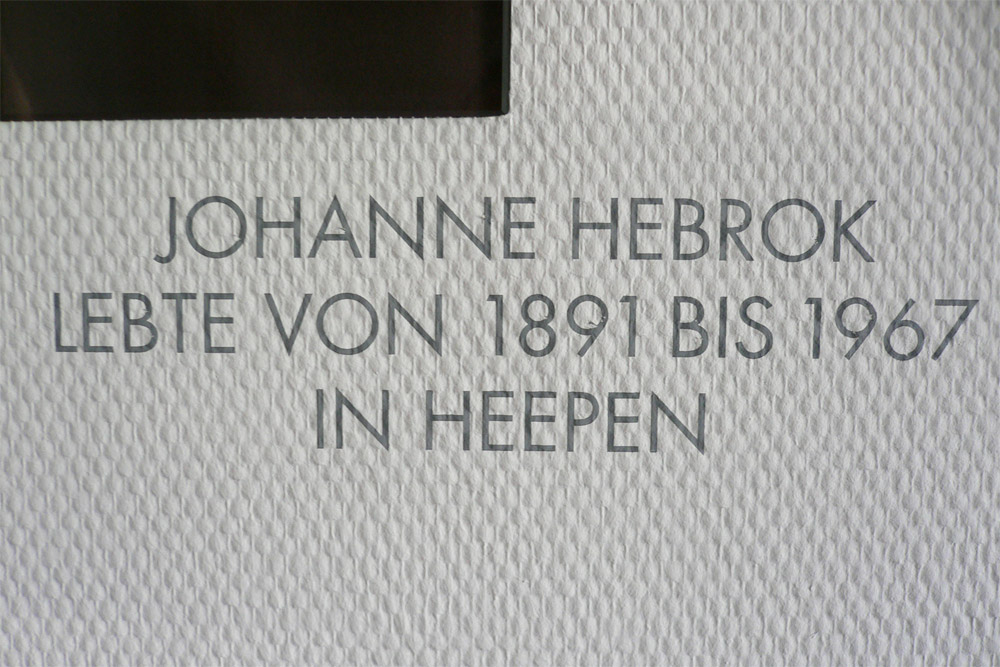 JOHANNE HEBROK
LEBTE VON 1891 BIS 1967
IN HEEPEN